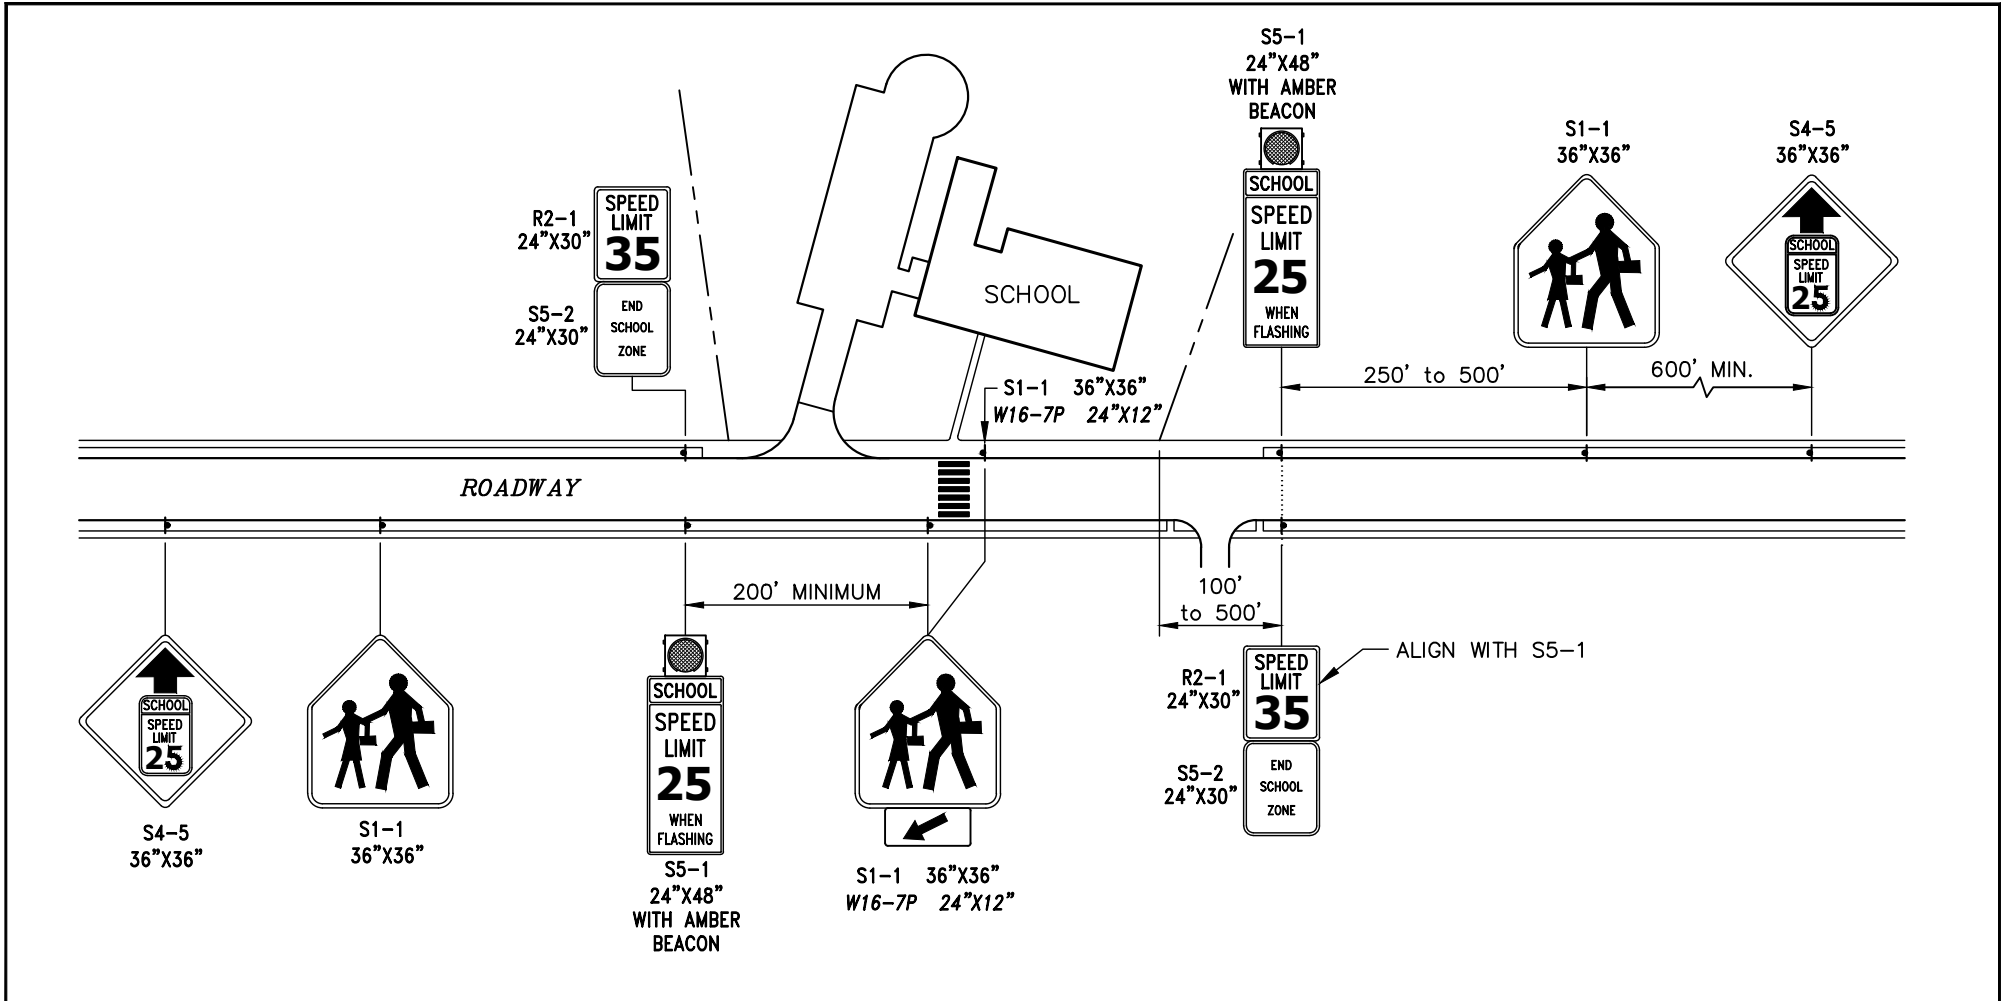 S5-1
24"X48"
WITH AMBER
BEACON
S1-1
36"X36"
S4-5
36"X36"
SCHOOL
SPEED
LIMIT
25
WHEN
FLASHING
SCHOOL
SPEED
LIMIT
25
R2-1
24"X30"
SPEED
LIMIT
35
S5-2
24"X30"
END
SCHOOL
ZONE
SCHOOL
250' to 500'
600' MIN.
S1-1 36"X36"
W16-7P 24"X12"
ROADWAY
200' MINIMUM
100'
to 500'
ALIGN WITH S5-1
SCHOOL
SPEED
LIMIT
25
S4-5
36"X36"
S1-1
36"X36"
SCHOOL
SPEED
LIMIT
25
WHEN
FLASHING
S5-1
24"X48"
WITH AMBER
BEACON
S1-1 36"X36"
W16-7P 24"X12"
R2-1
24"X30"
SPEED
LIMIT
35
S5-2
24"X30"
END
SCHOOL
ZONE